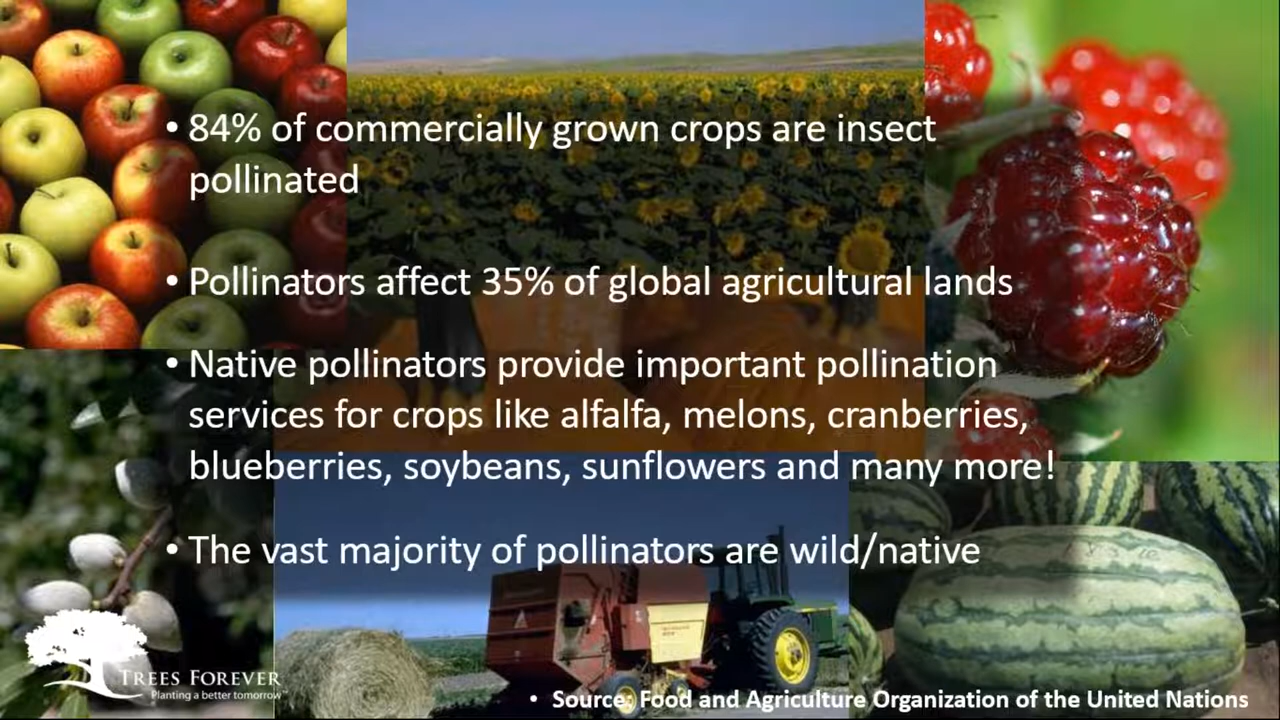 • 84% of commercially grown crops are insect
pollinated
• Pollinators affect 35% of global agricultural lands
• Native pollinators provide important pollination
services for crops like alfalfa, melons, cranberries,
blueberries, soybeans, sunflowers and many more!
• The vast majority of pollinators are wild/native
TREES FOREVER
Planting a better tomorrow™
• Source: Food and Agriculture Organization of the United Nations